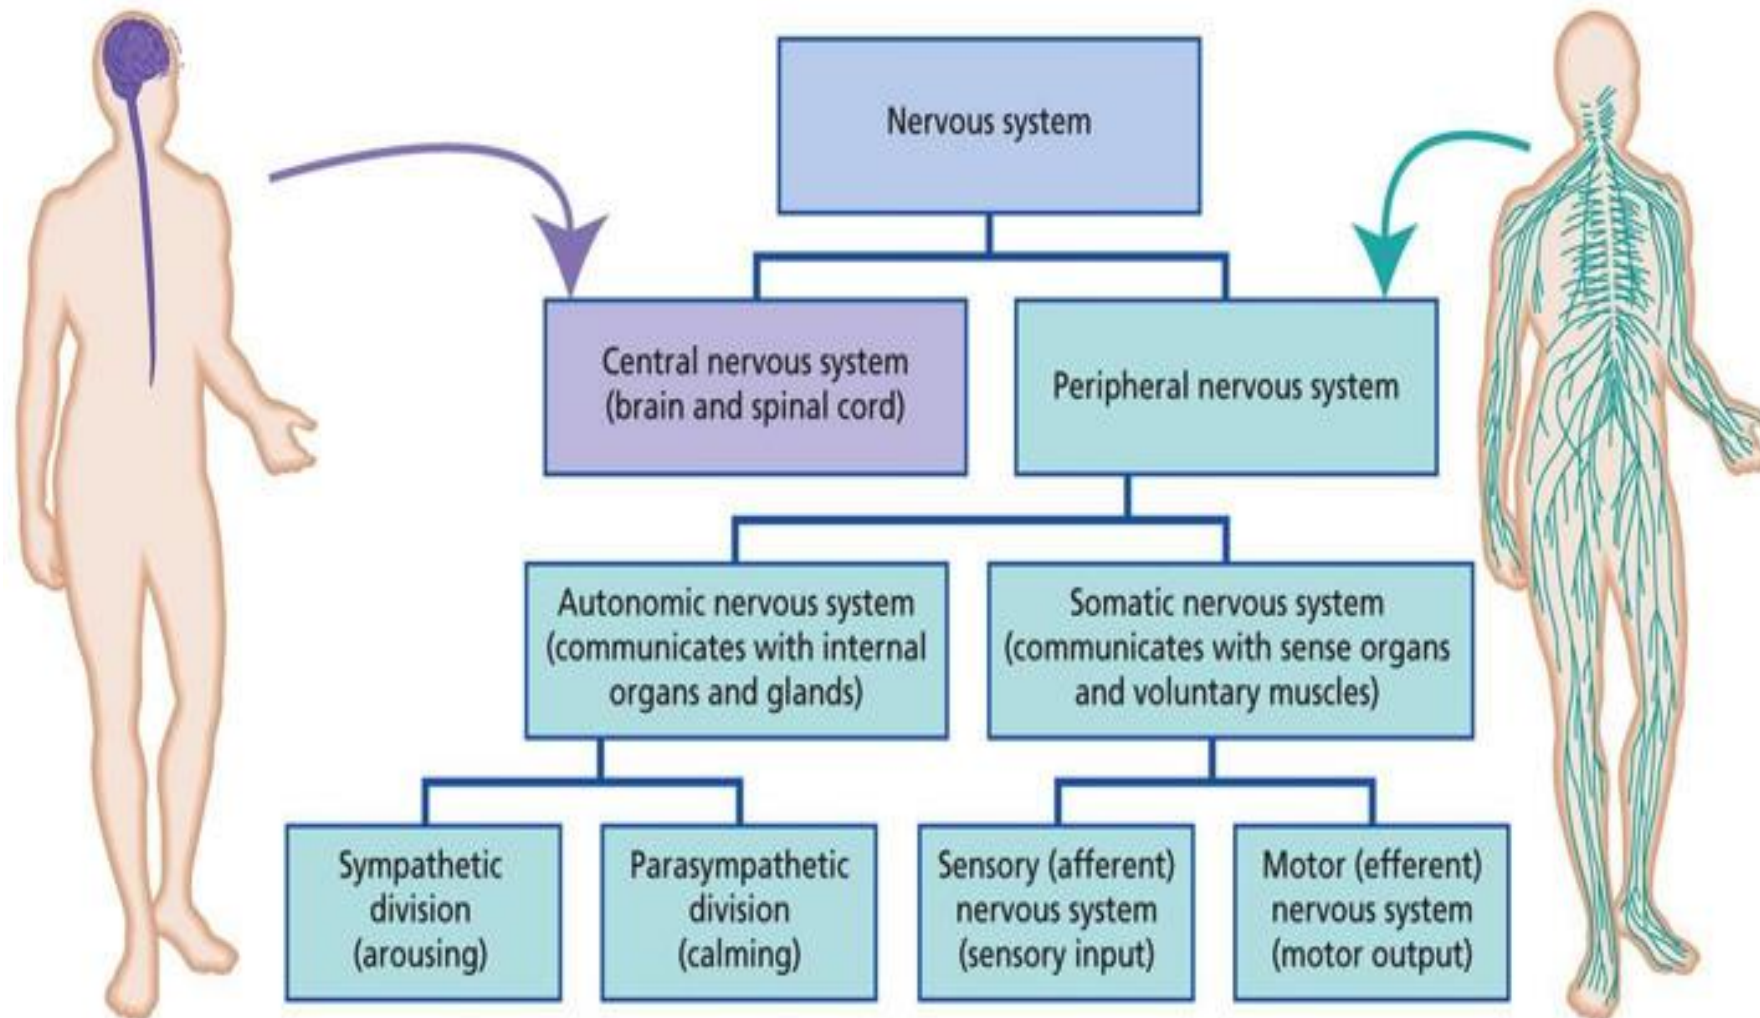 Nervous system
Central nervous system
(brain and spinal cord)
Peripheral nervous system
Autonomic nervous system
(communicates with internal
organs and glands)
Somatic nervous system
(communicates with sense organs
and voluntary muscles)
Sympathetic
division
(arousing)
Parasympathetic
division
(calming)
Sensory (afferent)
nervous system
(sensory input)
Motor (efferent)
nervous system
(motor output)